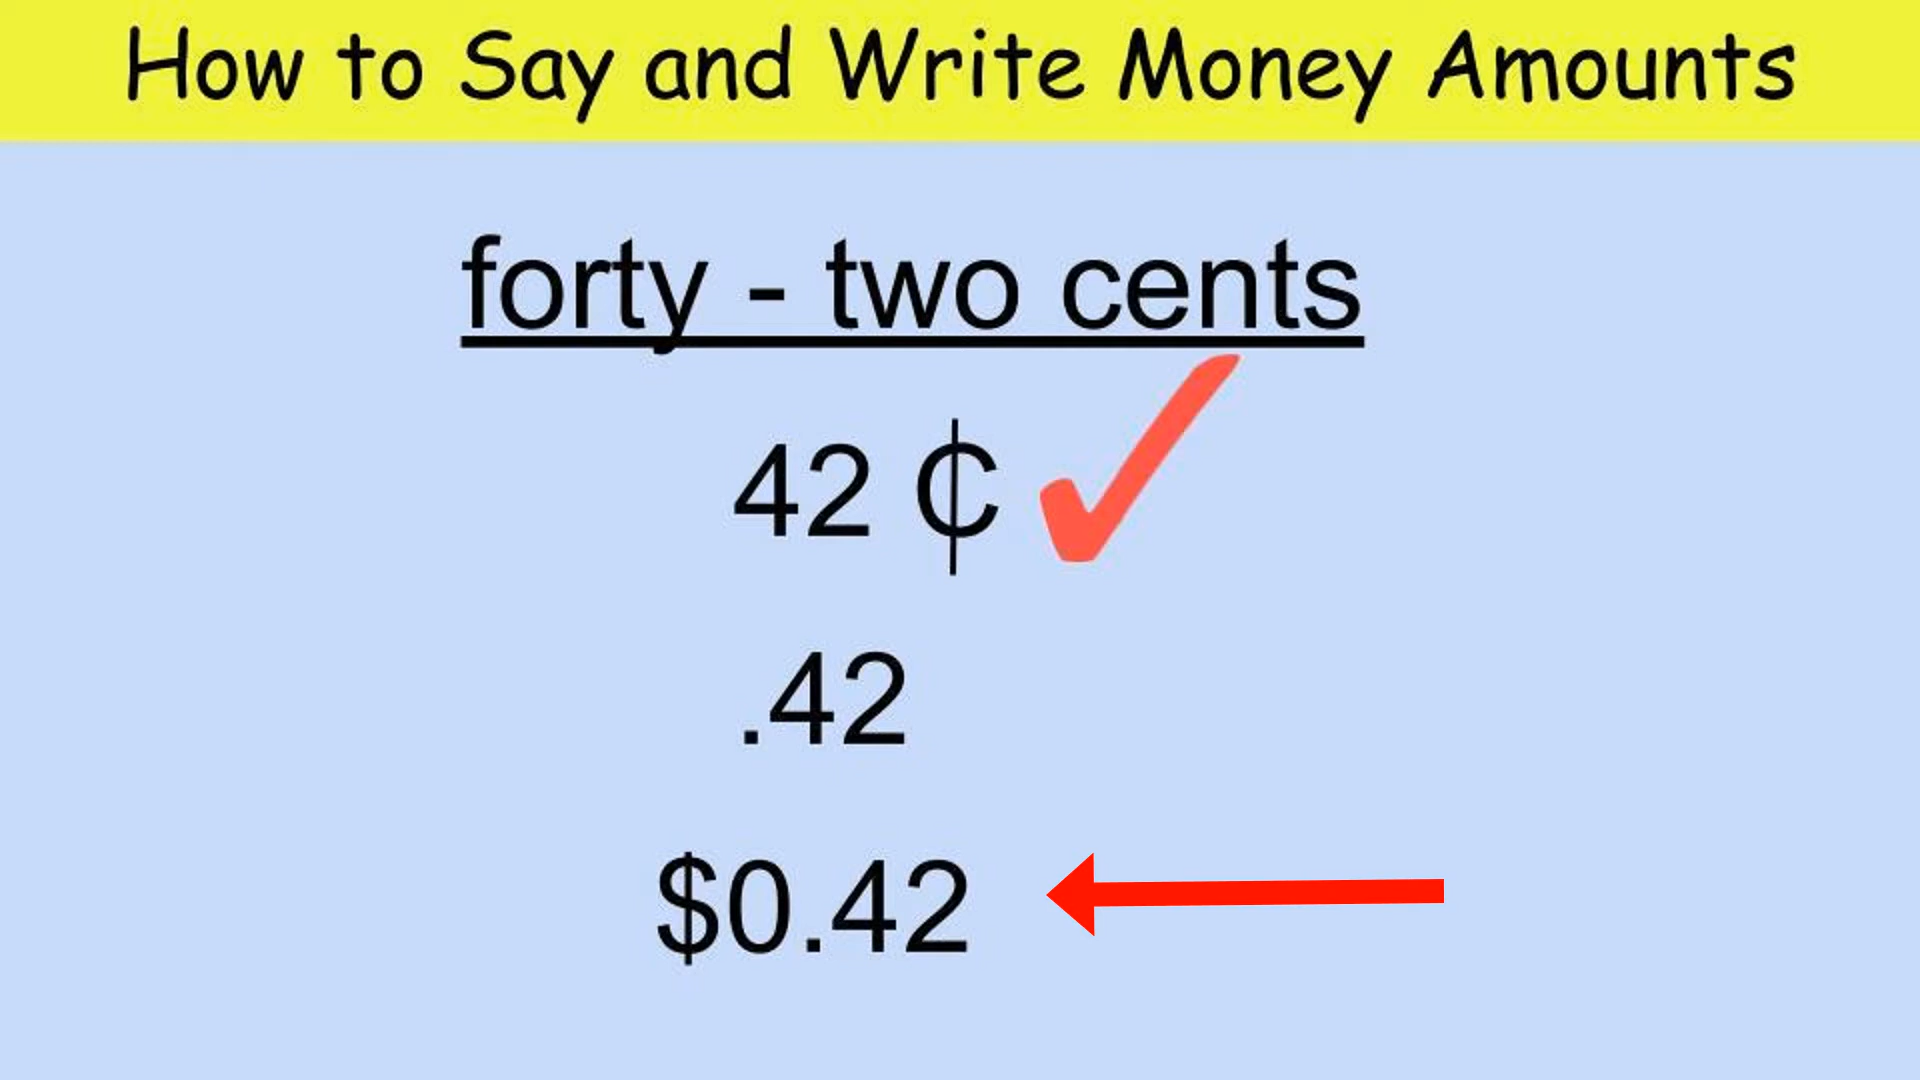 How to Say and Write Money Amounts
forty - two cents
42 ¢
.42
$0.42